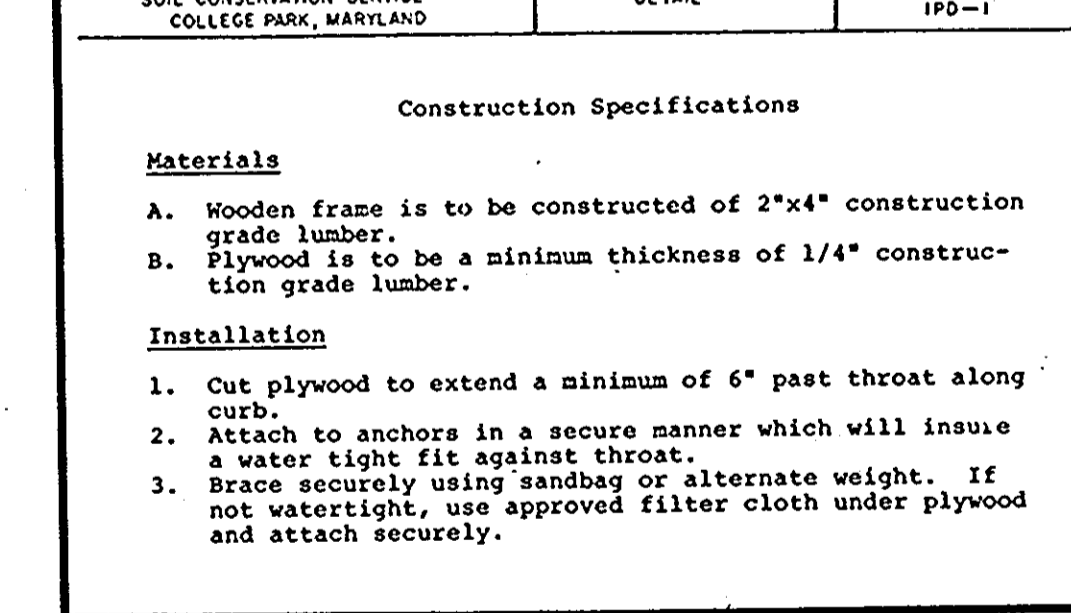 SOIL CONSERVATION SERVICE
COLLEGE PARK, MARYLAND
DETAIL
IPD-1
Construction Specifications
Materials
A. Wooden frame is to be constructed of 2"x4" construction
grade lumber.
B. Plywood is to be a minimum thickness of 1/4" construc-
tion grade lumber.
Installation
1. Cut plywood to extend a minimum of 6" past throat along
curb.
2. Attach to anchors in a secure manner which will insure
a water tight fit against throat.
3. Brace securely using sandbag or alternate weight. If
not watertight, use approved filter cloth under plywood
and attach securely.